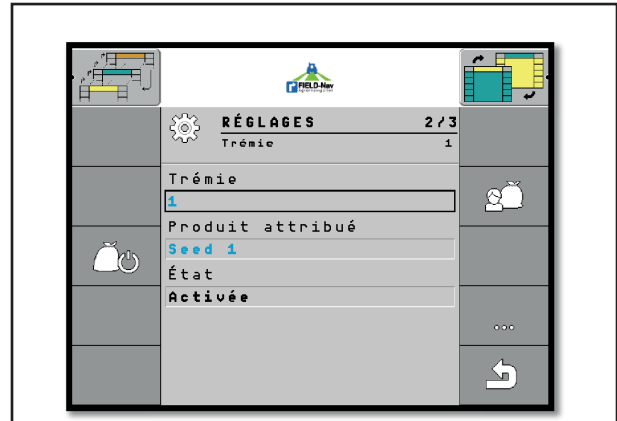 FIELD-Nav
RÉGLAGES 2/3
Trémie 1
Trémie
1
Produit attribué
Seed 1
État
Activée
...